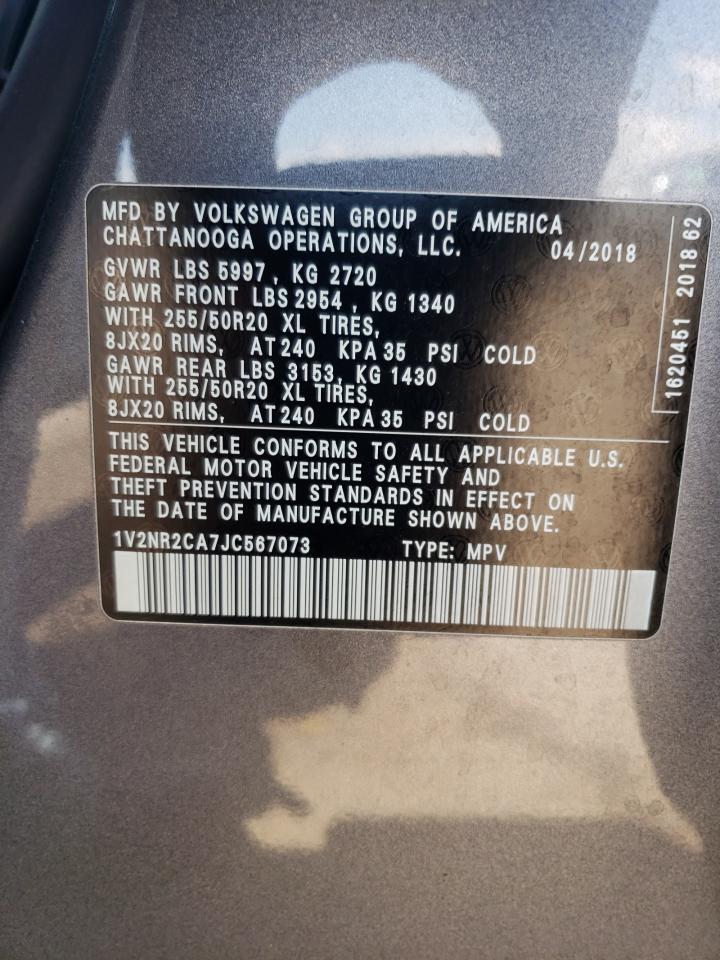 MFD BY VOLKSWAGEN GROUP OF AMERICA
CHATTANOOGA OPERATIONS, LLC. 04/2018
GVWR LBS 5997, KG 2720
GAWR FRONT LBS 2954, KG 1340
WITH 255/50R20 XL TIRES,
8JX20 RIMS, AT 240 KPA 35 PSI COLD
GAWR REAR LBS 3153, KG 1430
WITH 255/50R20 XL TIRES,
8JX20 RIMS, AT 240 KPA 35 PSI COLD
THIS VEHICLE CONFORMS TO ALL APPLICABLE U.S.
FEDERAL MOTOR VEHICLE SAFETY AND
THEFT PREVENTION STANDARDS IN EFFECT ON
THE DATE OF MANUFACTURE SHOWN ABOVE.
1V2NR2CA7JC567073 TYPE: MPV
1620451 2018 62